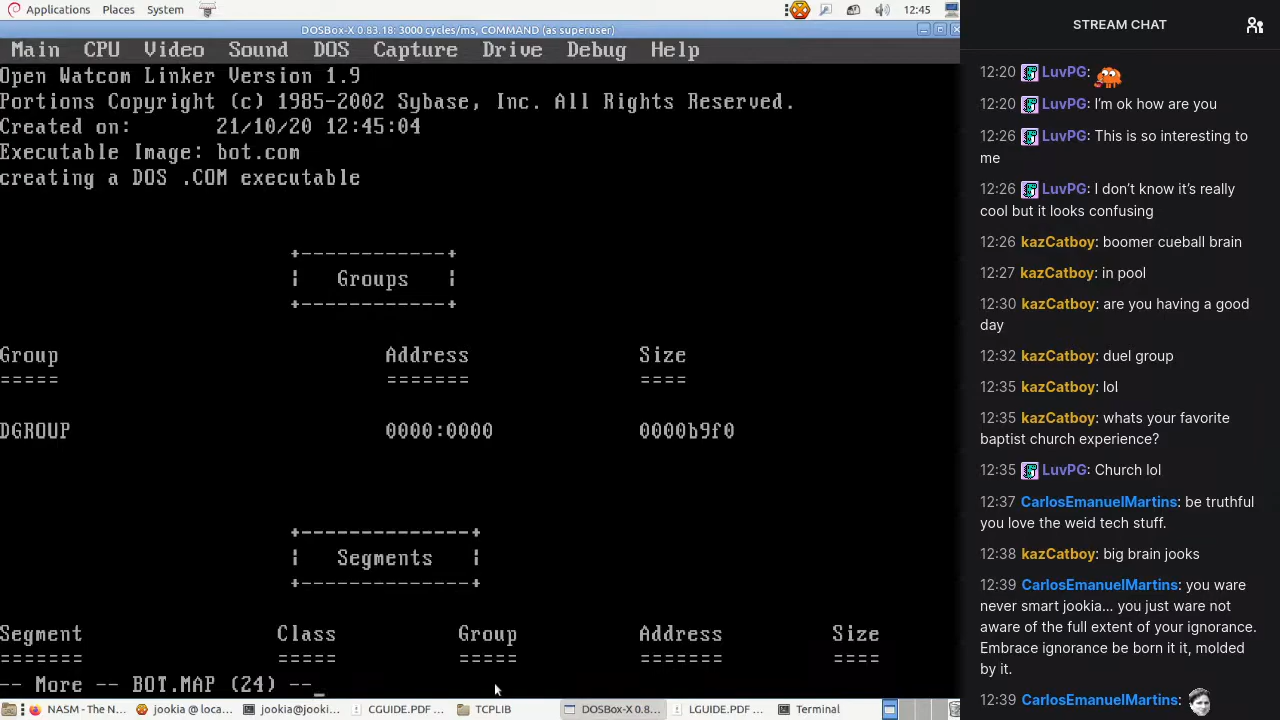 Applications Places System 12:45
DOSBox-X 0.83.18: 3000 cycles/ms, COMMAND (as superuser)
Main CPU Video Sound DOS Capture Drive Debug Help
Open Watcom Linker Version 1.9
Portions Copyright (c) 1985-2002 Sybase, Inc. All Rights Reserved.
Created on: 21/10/20 12:45:04
Executable Image: bot.com
creating a DOS .COM executable
+------------+
¦ Groups ¦
+------------+
Group Address Size
===== ======= ====
DGROUP 0000:0000 0000b9f0
+--------------+
¦ Segments ¦
+--------------+
Segment Class Group Address Size
======= ===== ===== ======= ====
-- More -- BOT.MAP (24) --_
NASM - The N... jookia @ loca... jookia@jooki... CGUIDE.PDF ... TCPLIB DOSBox-X 0.8... LGUIDE.PDF ... Terminal
STREAM CHAT
12:20 LuvPG:
12:20 LuvPG: I'm ok how are you
12:26 LuvPG: This is so interesting to
me
12:26 LuvPG: I don't know it's really
cool but it looks confusing
12:26 kazCatboy: boomer cueball brain
12:27 kazCatboy: in pool
12:30 kazCatboy: are you having a good
day
12:32 kazCatboy: duel group
12:35 kazCatboy: lol
12:35 kazCatboy: whats your favorite
baptist church experience?
12:35 LuvPG: Church lol
12:37 CarlosEmanuelMartins: be truthful
you love the weid tech stuff.
12:38 kazCatboy: big brain jooks
12:39 CarlosEmanuelMartins: you ware
never smart jookia... you just ware not
aware of the full extent of your ignorance.
Embrace ignorance be born it it, molded
by it.
12:39 CarlosEmanuelMartins: